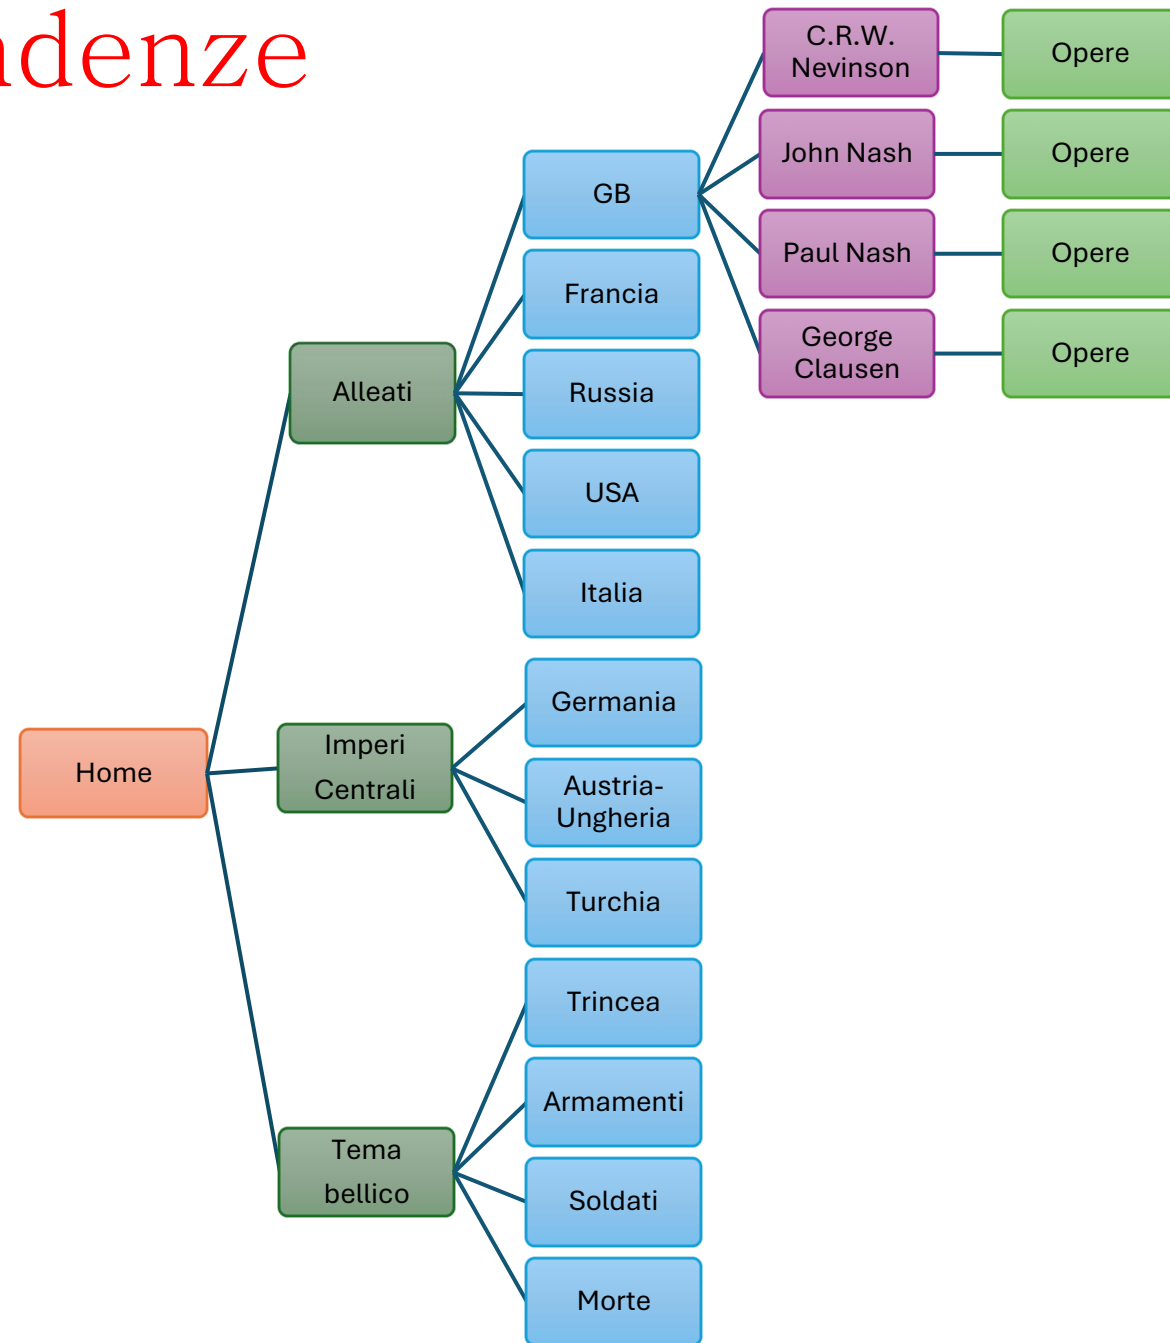 ndenze
Home
Alleati
GB
C.R.W.
Nevinson
Opere
John Nash
Opere
Paul Nash
Opere
George
Clausen
Opere
Francia
Russia
USA
Italia
Imperi
Centrali
Germania
Austria-
Ungheria
Turchia
Tema
bellico
Trincea
Armamenti
Soldati
Morte